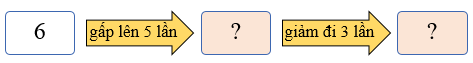 6 gấp lên 5 lần ? giảm đi 3 lần ?